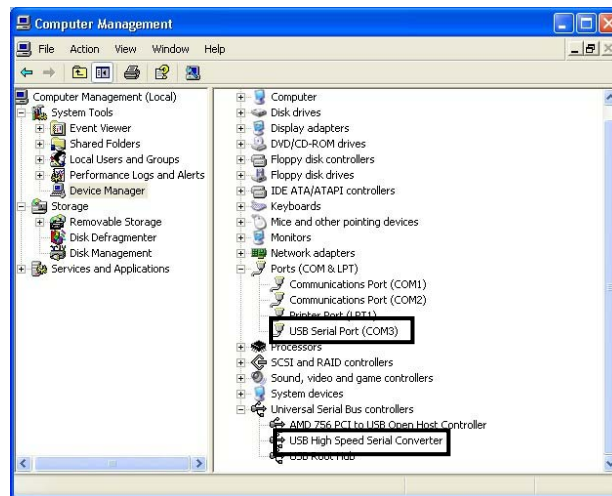 Computer Management
File Action View Window Help
Computer Management (Local)
System Tools
Event Viewer
Shared Folders
Local Users and Groups
Performance Logs and Alerts
Device Manager
Storage
Removable Storage
Disk Defragmenter
Disk Management
Services and Applications
Computer
Disk drives
Display adapters
DVD/CD-ROM drives
Floppy disk controllers
Floppy disk drives
IDE ATA/ATAPI controllers
Keyboards
Mice and other pointing devices
Monitors
Network adapters
Ports (COM & LPT)
Communications Port (COM1)
Communications Port (COM2)
Printer Port (LPT1)
USB Serial Port (COM3)
Processors
SCSI and RAID controllers
Sound, video and game controllers
System devices
Universal Serial Bus controllers
AMD 756 PCI to USB Open Host Controller
USB High Speed Serial Converter
USB Root Hub